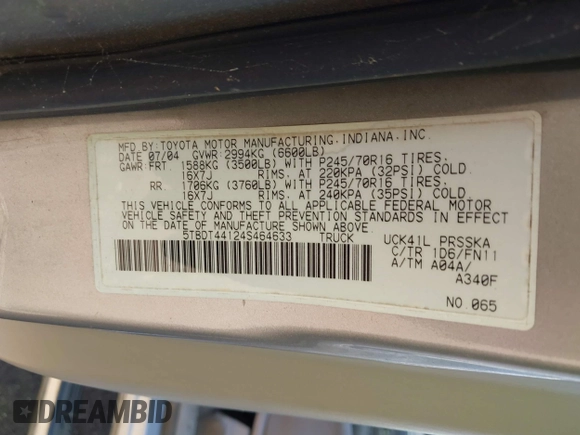 MFD. BY: TOYOTA MOTOR MANUFACTURING, INDIANA, INC.
DATE 07/04 GVWR: 2994KG (6600LB)
GAWR FRT. 1588KG (3500LB) WITH P245/70R16 TIRES.
16X7J RIMS. AT 220KPA (32PSI) COLD
RR. 1706KG (3760LB) WITH P245/70R16 TIRES.
16X7J RIMS. AT 240KPA (35PSI) COLD
THIS VEHICLE CONFORMS TO ALL APPLICABLE FEDERAL MOTOR
VEHICLE SAFETY AND THEFT PREVENTION STANDARDS IN EFFECT
ON THE DATE OF MANUFACTURE SHOWN ABOVE
5TBDT44124S464633 TRUCK UCK41L PRSSKA
C/TR 1D6/FN11
A/TM A04A/
A340F
NO 065
DREAMBID